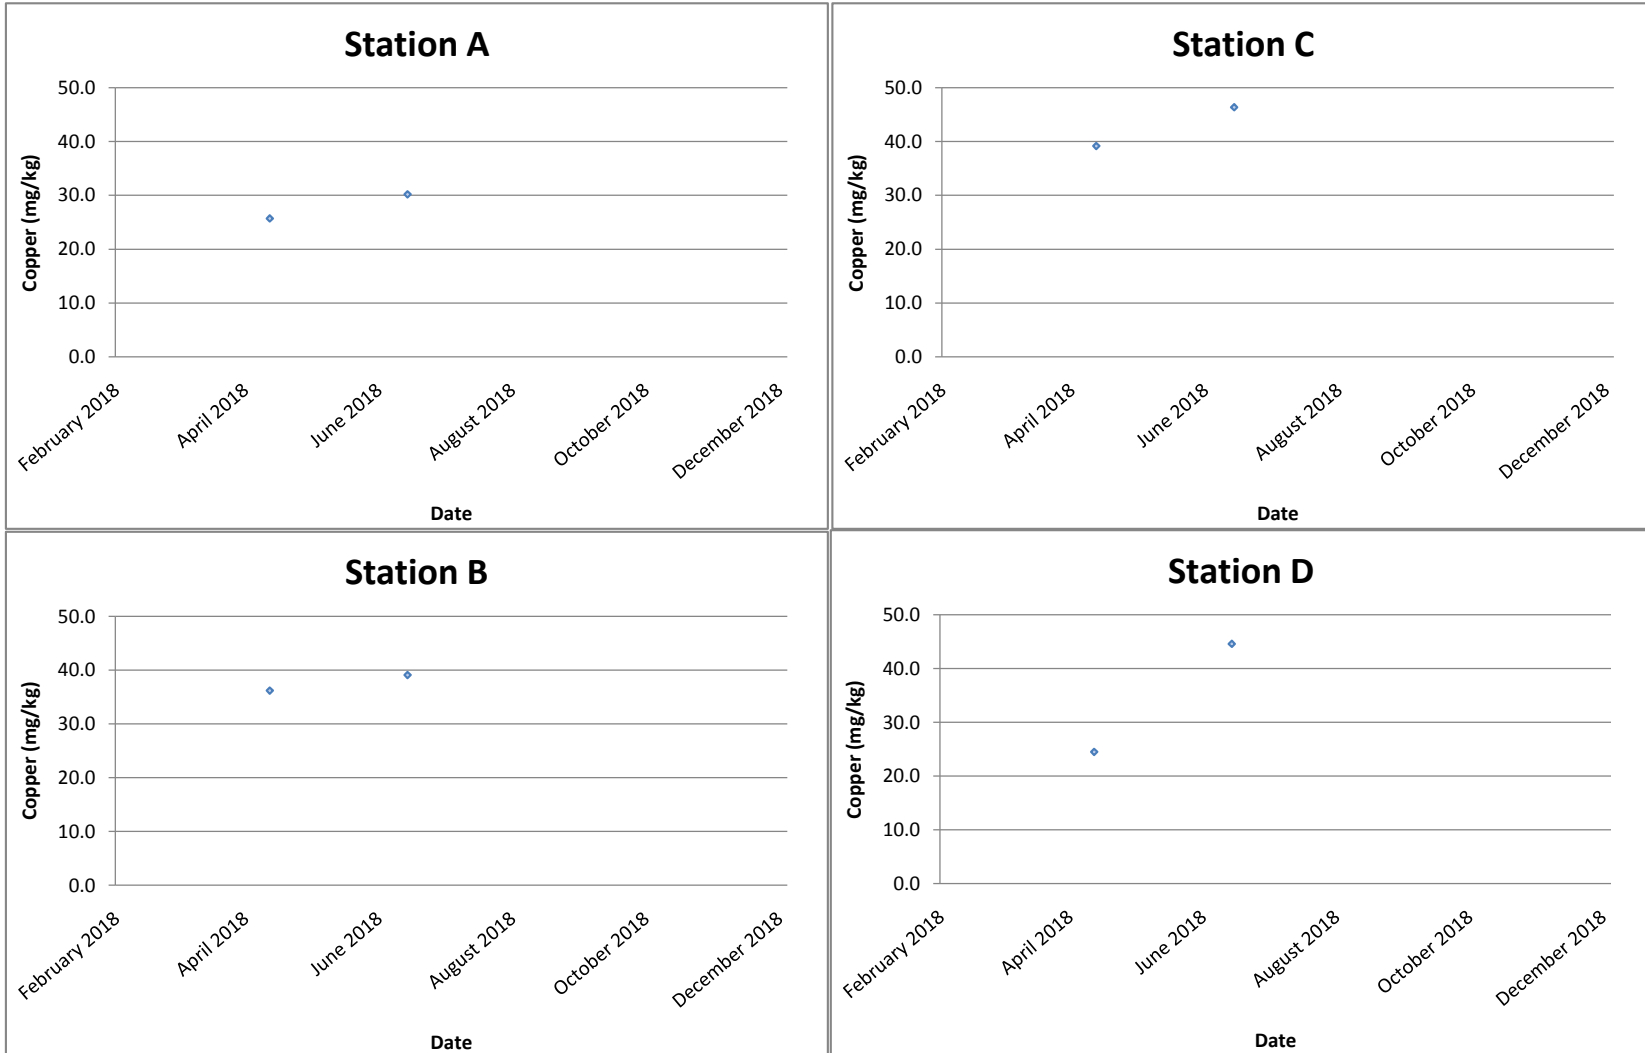 Station A
50.0
40.0
30.0
20.0
10.0
0.0
Copper (mg/kg)
February 2018
April 2018
June 2018
August 2018
October 2018
December 2018
Date
Station C
50.0
40.0
30.0
20.0
10.0
0.0
Copper (mg/kg)
February 2018
April 2018
June 2018
August 2018
October 2018
December 2018
Date
Station B
50.0
40.0
30.0
20.0
10.0
0.0
Copper (mg/kg)
February 2018
April 2018
June 2018
August 2018
October 2018
December 2018
Date
Station D
50.0
40.0
30.0
20.0
10.0
0.0
Copper (mg/kg)
February 2018
April 2018
June 2018
August 2018
October 2018
December 2018
Date